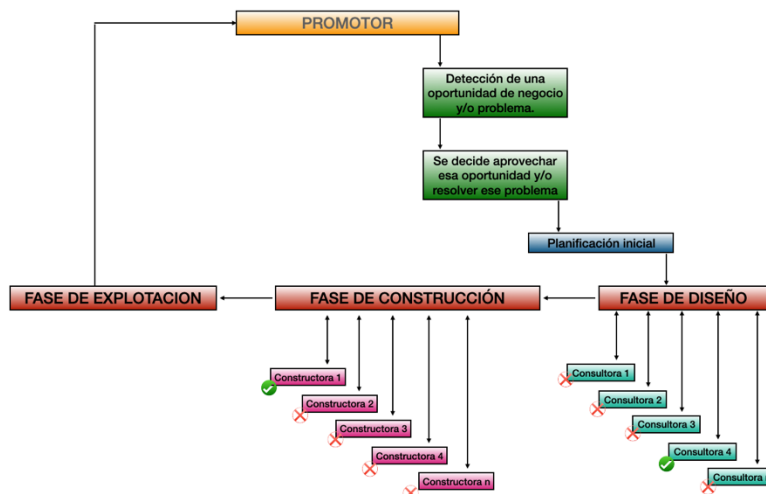 PROMOTOR
Detección de una
oportunidad de negocio
y/o problema.
Se decide aprovechar
esa oportunidad y/o
resolver ese problema
Planificación inicial
FASE DE EXPLOTACION
FASE DE CONSTRUCCIÓN
FASE DE DISEÑO
Constructora 1
Constructora 2
Constructora 3
Constructora 4
Constructora n
Consultora 1
Consultora 2
Consultora 3
Consultora 4
Consultora